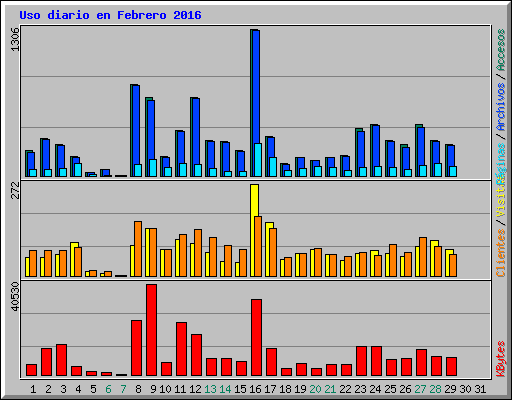 Uso diario en Febrero 2016
1306
272
40530
Accesos
/ Archivos /
Páginas
Clientes / Visitas
KBytes
1 2 3 4 5 6 7 8 9 10 11 12 13 14 15 16 17 18 19 20 21 22 23 24 25 26 27 28 29 30 31